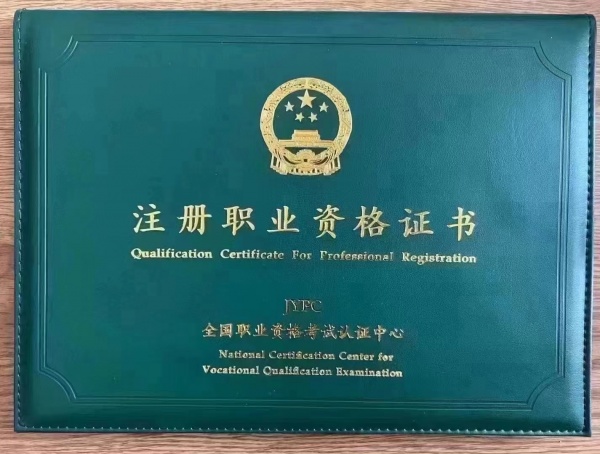 注册职业资格证书
Qualification Certificate For Professional Registration
JYPC
全国职业资格考试认证中心
National Certification Center for
Vocational Qualification Examination